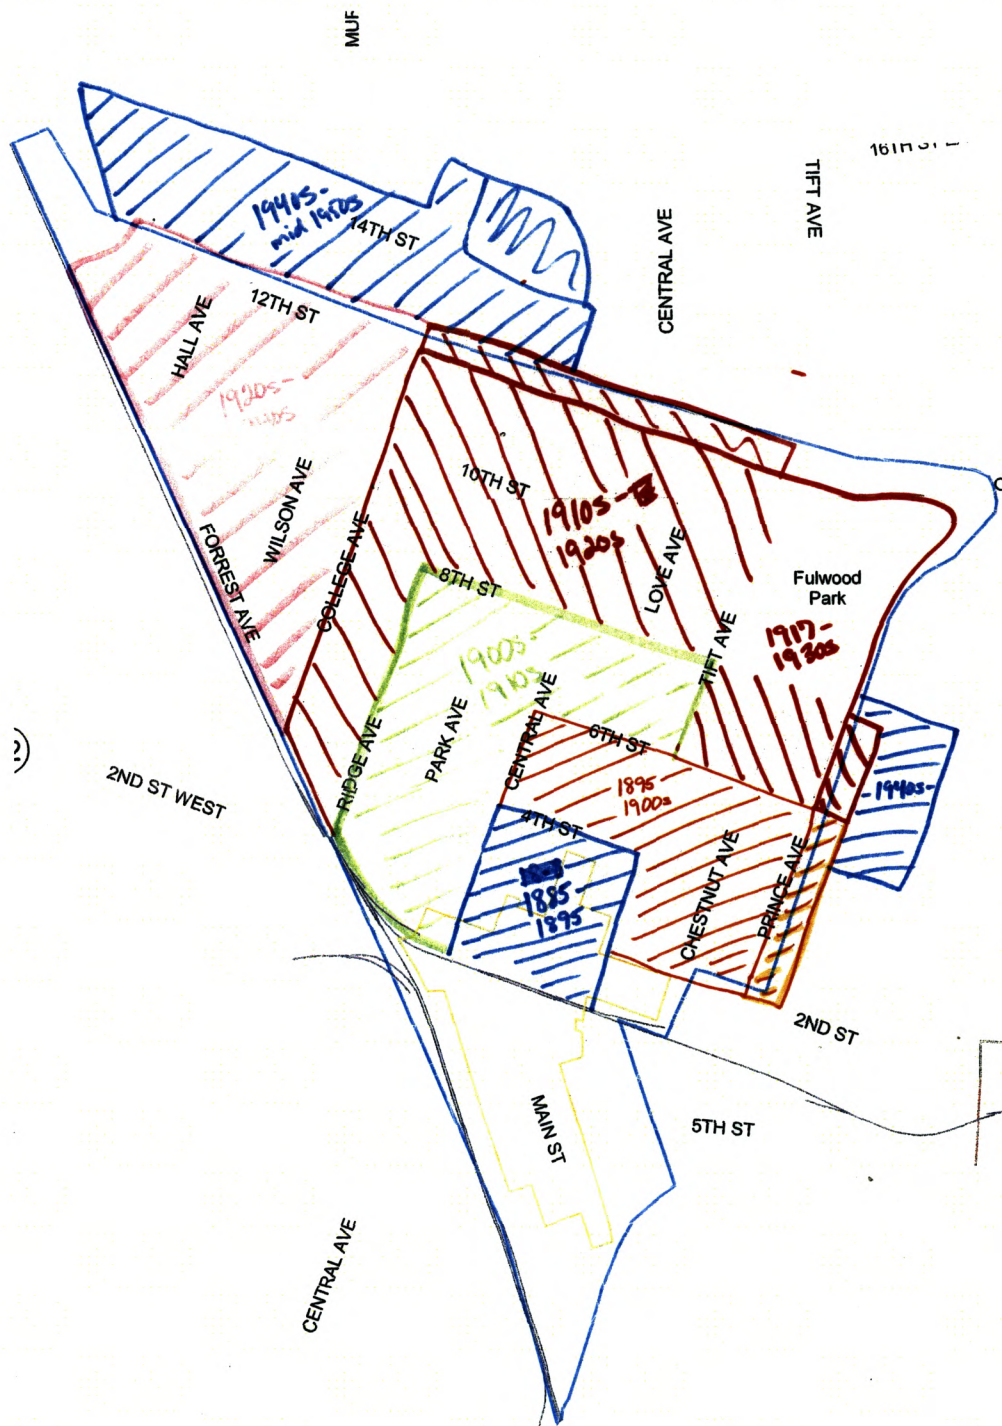 MUR
16TH ST E
TIFT AVE
CENTRAL AVE
1940s-
mid 1950s
14TH ST
12TH ST
HALL AVE
1920s-
10TH ST
1910s -
1920s
WILSON AVE
COLLEGE AVE
FORREST AVE
LOVE AVE
8TH ST
Fulwood
Park
1917-
1930s
TIFT AVE
1900s-
1910s
RIDGE AVE
PARK AVE
CENTRAL AVE
6TH ST
2ND ST WEST
1895
1900s
-1940s-
4TH ST
1885-
1895
CHESTNUT AVE
PRINCE AVE
2ND ST
MAIN ST
5TH ST
CENTRAL AVE